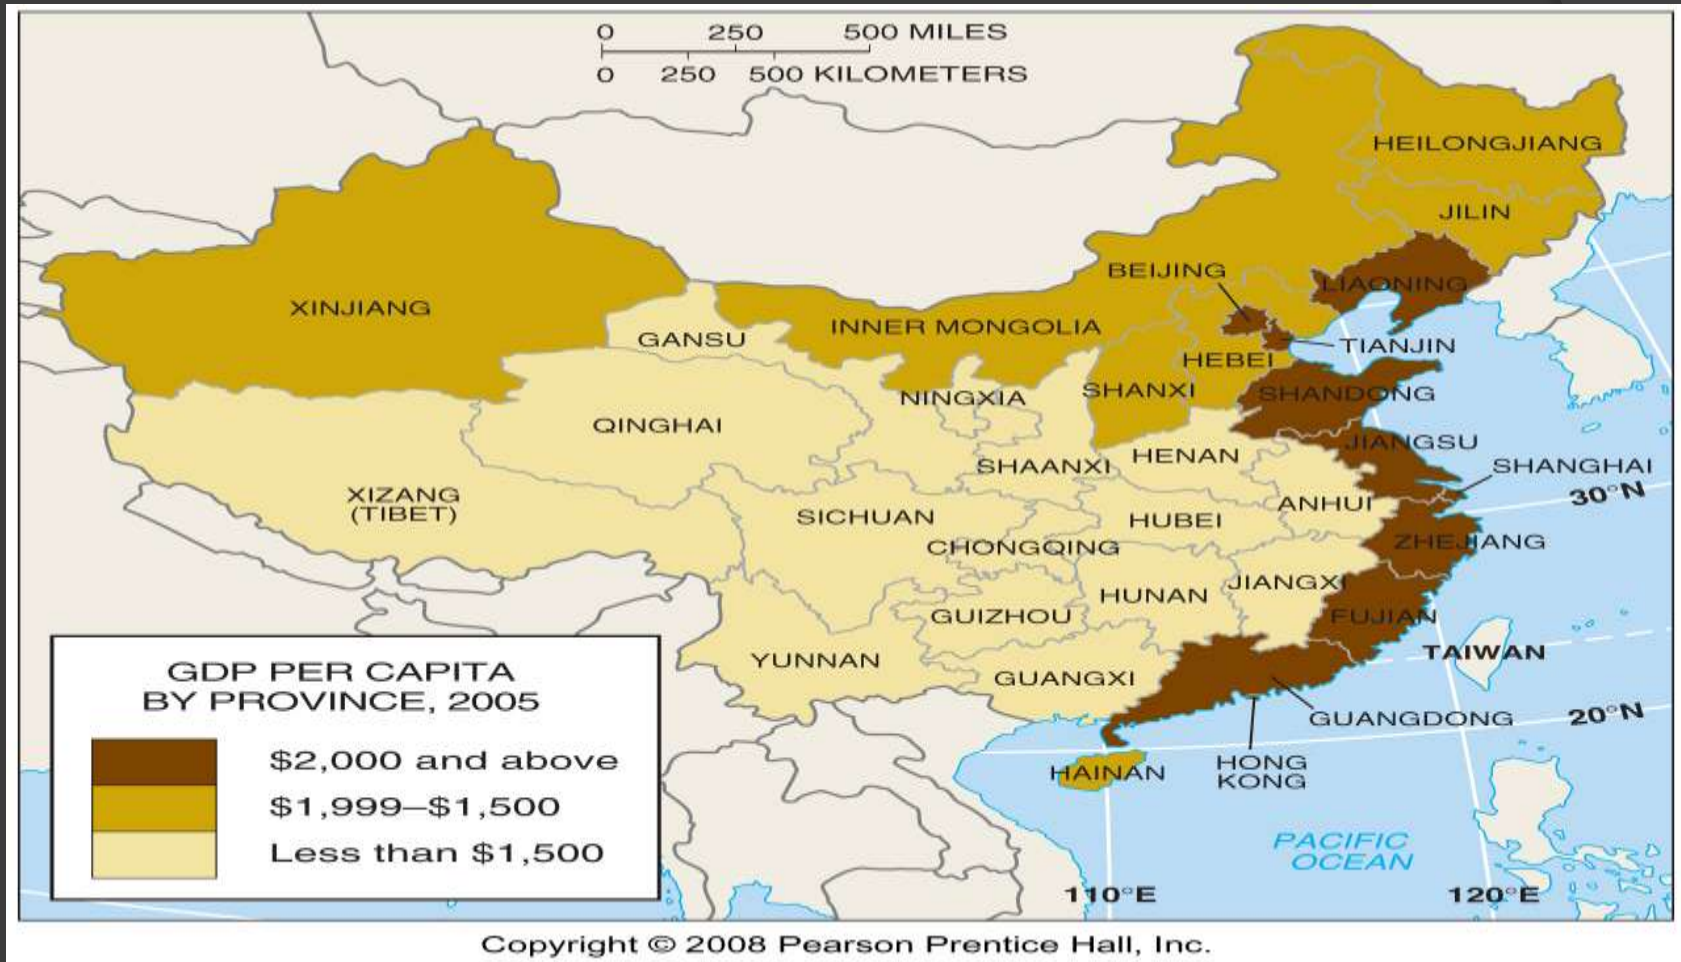 0 250 500 MILES
0 250 500 KILOMETERS
HEILONGJIANG
JILIN
BEIJING
LIAONING
XINJIANG
INNER MONGOLIA
GANSU
TIANJIN
HEBEI
SHANXI
SHANDONG
NINGXIA
QINGHAI
JIANGSU
HENAN
SHAANXI
SHANGHAI
30°N
XIZANG
(TIBET)
ANHUI
SICHUAN
HUBEI
ZHEJIANG
CHONGQING
JIANGXI
HUNAN
GUIZHOU
FUJIAN
TAIWAN
YUNNAN
GUANGXI
GUANGDONG
20°N
HONG
KONG
HAINAN
PACIFIC
OCEAN
110°E
120°E
GDP PER CAPITA
BY PROVINCE, 2005
$2,000 and above
$1,999–$1,500
Less than $1,500
Copyright © 2008 Pearson Prentice Hall, Inc.